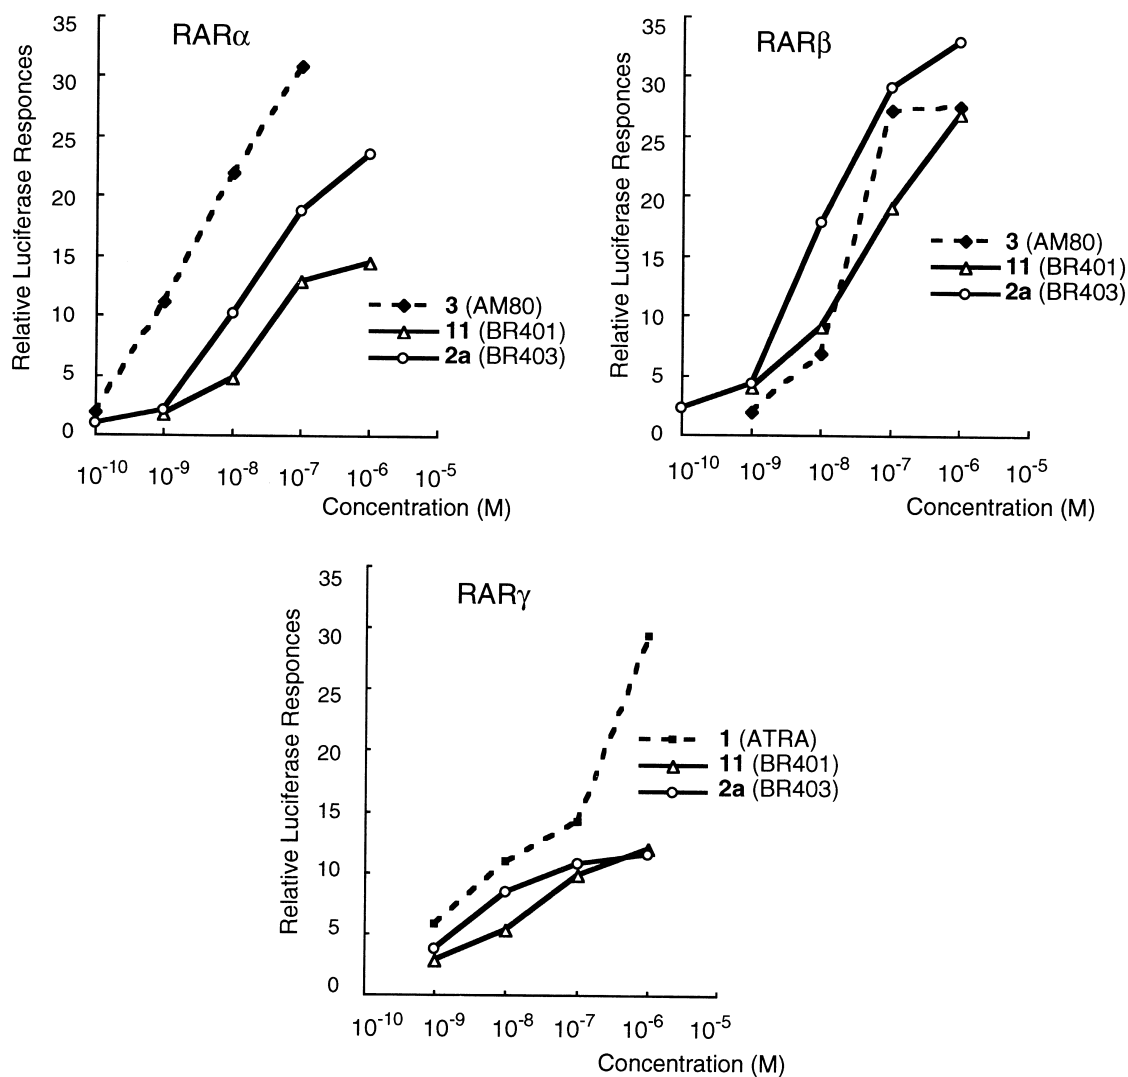 RARα
Relative Luciferase Responces
35
30
25
20
15
10
5
0
3 (AM80)
11 (BR401)
2a (BR403)
10-10 10-9 10-8 10-7 10-6 10-5
Concentration (M)
RARβ
Relative Luciferase Responces
35
30
25
20
15
10
5
0
3 (AM80)
11 (BR401)
2a (BR403)
10-10 10-9 10-8 10-7 10-6 10-5
Concentration (M)
RARγ
Relative Luciferase Responces
35
30
25
20
15
10
5
0
1 (ATRA)
11 (BR401)
2a (BR403)
10-10 10-9 10-8 10-7 10-6 10-5
Concentration (M)